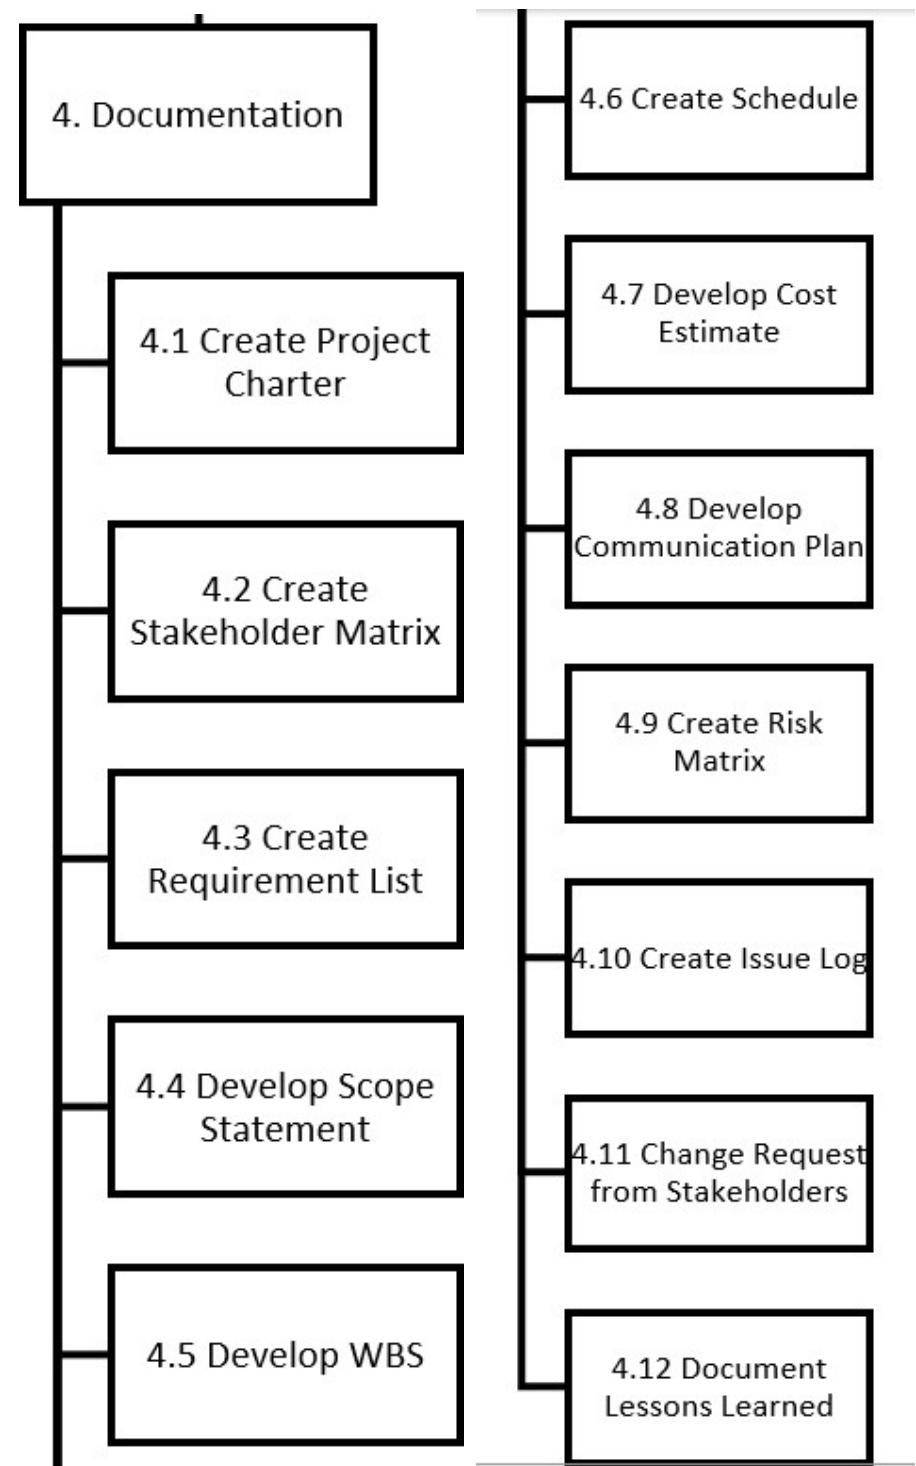 4. Documentation
4.1 Create Project
Charter
4.2 Create
Stakeholder Matrix
4.3 Create
Requirement List
4.4 Develop Scope
Statement
4.5 Develop WBS
4.6 Create Schedule
4.7 Develop Cost
Estimate
4.8 Develop
Communication Plan
4.9 Create Risk
Matrix
4.10 Create Issue Log
4.11 Change Request
from Stakeholders
4.12 Document
Lessons Learned